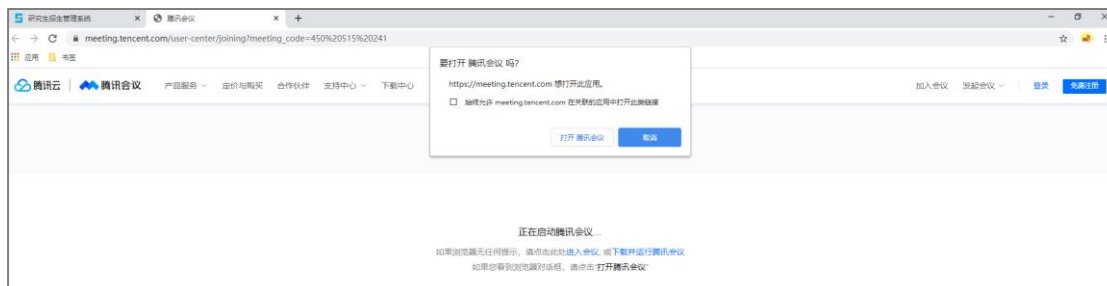 研究生招生管理系统
腾讯会议
meeting.tencent.com/user-center/joining?meeting_code=450%20515%20241
应用 书签
要打开 腾讯会议 吗?
https://meeting.tencent.com 想打开此应用。
始终允许 meeting.tencent.com 在关联的应用中打开此类链接
打开 腾讯会议 取消
腾讯云 腾讯会议 产品服务 定价与购买 合作伙伴 支持中心 下载中心 加入会议 发起会议 登录 免费注册
正在启动腾讯会议...
如果浏览器无任何提示，请点击此处进入会议, 或下载并运行腾讯会议
如果您看到浏览器对话框，请点击“打开腾讯会议”